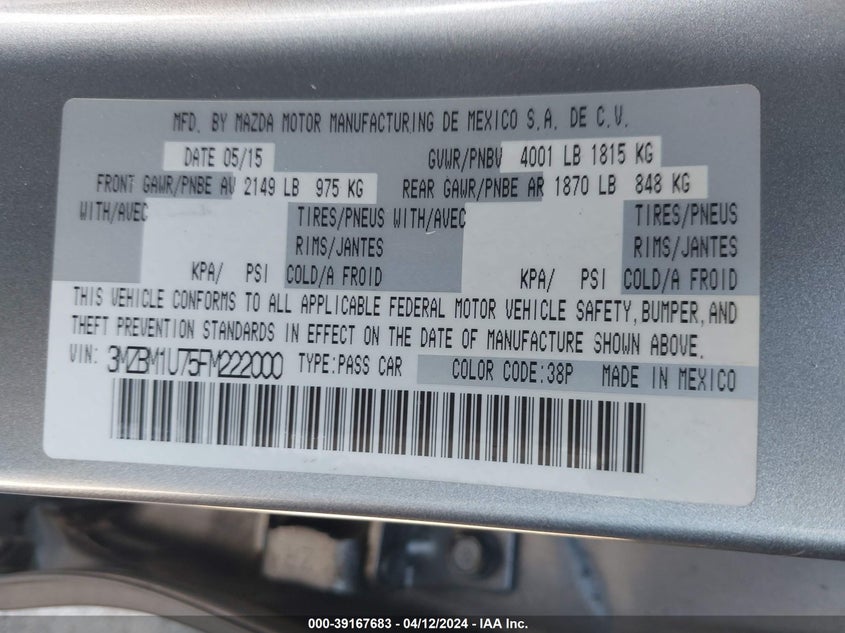 MFD. BY MAZDA MOTOR MANUFACTURING DE MEXICO S.A. DE C.V.
DATE 05/15 GVWR/PNBV 4001 LB 1815 KG
FRONT GAWR/PNBE AV 2149 LB 975 KG REAR GAWR/PNBE AR 1870 LB 848 KG
WITH/AVEC TIRES/PNEUS WITH/AVEC TIRES/PNEUS
RIMS/JANTES RIMS/JANTES
KPA/ PSI COLD/A FROID KPA/ PSI COLD/A FROID
THIS VEHICLE CONFORMS TO ALL APPLICABLE FEDERAL MOTOR VEHICLE SAFETY, BUMPER, AND
THEFT PREVENTION STANDARDS IN EFFECT ON THE DATE OF MANUFACTURE SHOWN ABOVE.
VIN: 3MZBM1U75FM222000 TYPE:PASS CAR COLOR CODE:38P MADE IN MEXICO
000-39167683 - 04/12/2024 - IAA Inc.